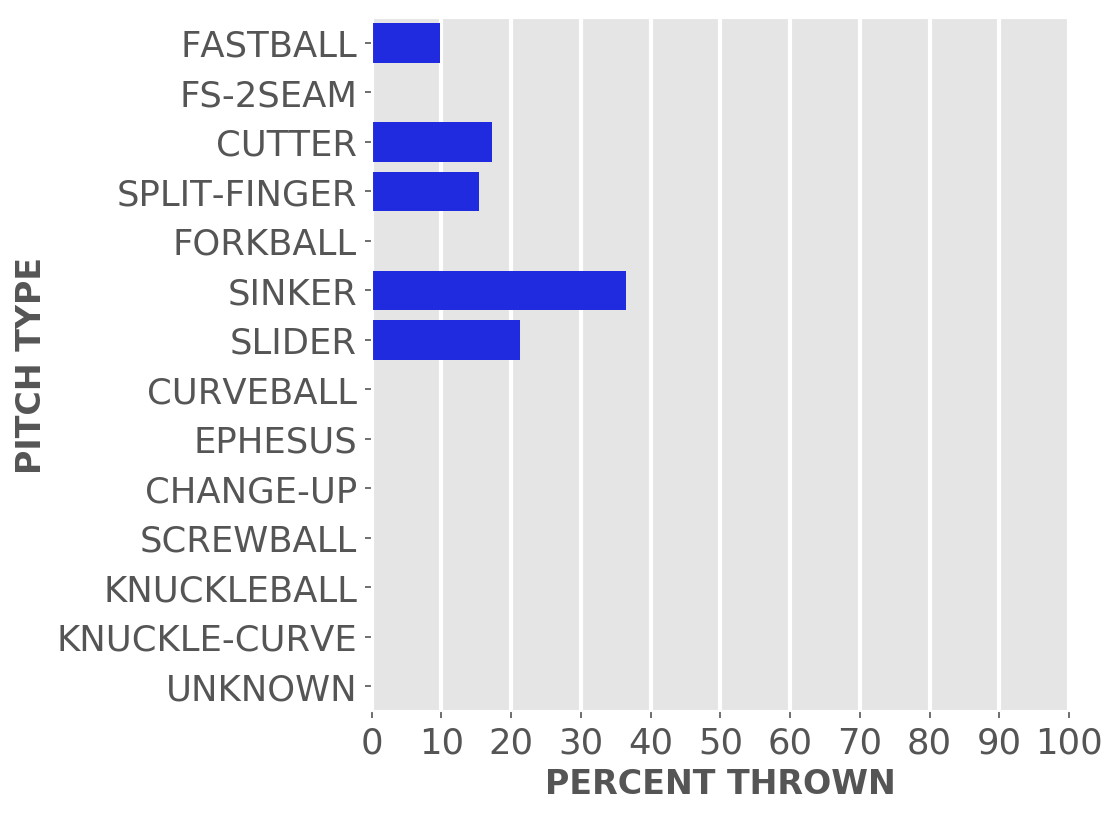 FASTBALL
FS-2SEAM
CUTTER
SPLIT-FINGER
FORKBALL
SINKER
SLIDER
CURVEBALL
EPHESUS
CHANGE-UP
SCREWBALL
KNUCKLEBALL
KNUCKLE-CURVE
UNKNOWN
PITCH TYPE
0 10 20 30 40 50 60 70 80 90 100
PERCENT THROWN